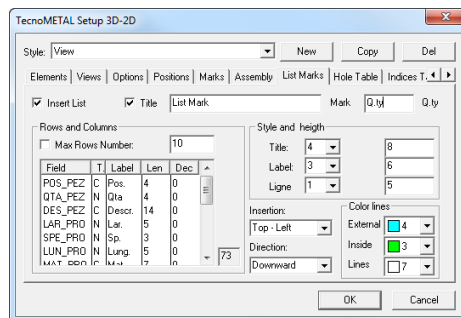 TecnoMETAL Setup 3D-2D
Style: View New Copy Del
Elements Views Options Positions Marks Assembly List Marks Hole Table Indices T.
Insert List Title List Mark Mark Q.ty Q.ty
Rows and Columns
Max Rows Number: 10
Field T. Label Len Dec
POS_PEZ C Pos. 4 0
QTA_PEZ N Qta 4 0
DES_PEZ C Descr. 14 0
LAR_PRO N Lar. 5 0
SPE_PRO N Sp. 3 0
LUN_PRO N Lung. 5 0
MAT_PRO C Mat. 7 0
73
Style and heigth
Title: 4 8
Label: 3 6
Ligne 1 5
Insertion:
Top - Left
Direction:
Downward
Color lines
External 4
Inside 3
Lines 7
OK Cancel